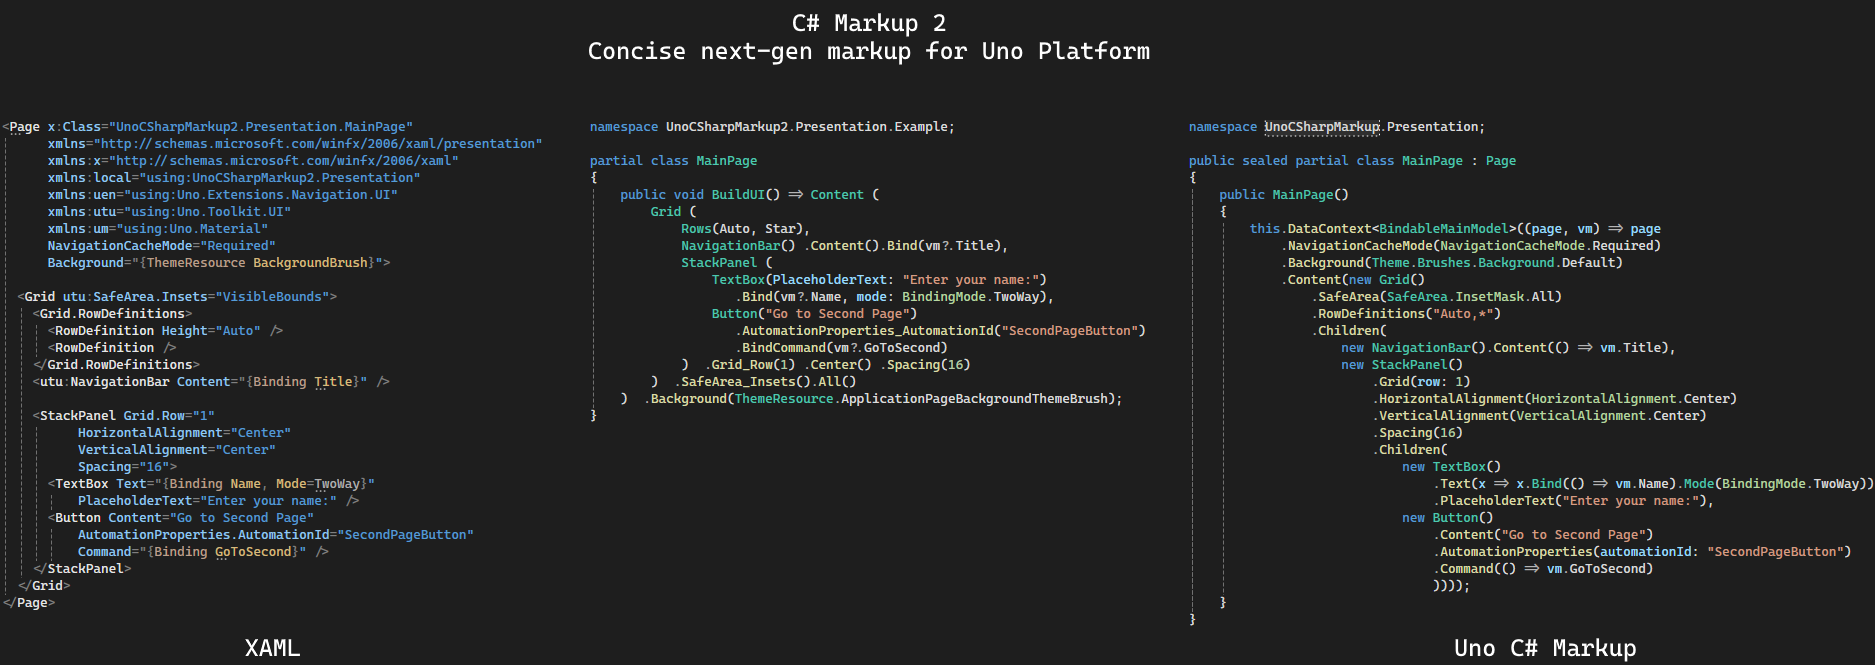 C# Markup 2
Concise next-gen markup for Uno Platform
<Page x:Class="UnoCSharpMarkup2.Presentation.MainPage"
      xmlns="http://schemas.microsoft.com/winfx/2006/xaml/presentation"
      xmlns:x="http://schemas.microsoft.com/winfx/2006/xaml"
      xmlns:local="using:UnoCSharpMarkup2.Presentation"
      xmlns:uen="using:Uno.Extensions.Navigation.UI"
      xmlns:utu="using:Uno.Toolkit.UI"
      xmlns:um="using:Uno.Material"
      NavigationCacheMode="Required"
      Background="{ThemeResource BackgroundBrush}">
  <Grid utu:SafeArea.Insets="VisibleBounds">
    <Grid.RowDefinitions>
      <RowDefinition Height="Auto" />
      <RowDefinition />
    </Grid.RowDefinitions>
    <utu:NavigationBar Content="{Binding Title}" />
    <StackPanel Grid.Row="1"
          HorizontalAlignment="Center"
          VerticalAlignment="Center"
          Spacing="16">
      <TextBox Text="{Binding Name, Mode=TwoWay}"
          PlaceholderText="Enter your name:" />
      <Button Content="Go to Second Page"
          AutomationProperties.AutomationId="SecondPageButton"
          Command="{Binding GoToSecond}" />
    </StackPanel>
  </Grid>
</Page>
XAML
namespace UnoCSharpMarkup2.Presentation.Example;
partial class MainPage
{
    public void BuildUI() => Content (
        Grid (
            Rows(Auto, Star),
            NavigationBar() .Content().Bind(vm?.Title),
            StackPanel (
                TextBox(PlaceholderText: "Enter your name:")
                   .Bind(vm?.Name, mode: BindingMode.TwoWay),
                Button("Go to Second Page")
                   .AutomationProperties_AutomationId("SecondPageButton")
                   .BindCommand(vm?.GoToSecond)
            )  .Grid_Row(1) .Center() .Spacing(16)
        )  .SafeArea_Insets().All()
    )  .Background(ThemeResource.ApplicationPageBackgroundThemeBrush);
}
namespace UnoCSharpMarkup.Presentation;
public sealed partial class MainPage : Page
{
    public MainPage()
    {
        this.DataContext<BindableMainModel>((page, vm) => page
            .NavigationCacheMode(NavigationCacheMode.Required)
            .Background(Theme.Brushes.Background.Default)
            .Content(new Grid()
                .SafeArea(SafeArea.InsetMask.All)
                .RowDefinitions("Auto,*")
                .Children(
                    new NavigationBar().Content(() => vm.Title),
                    new StackPanel()
                        .Grid(row: 1)
                        .HorizontalAlignment(HorizontalAlignment.Center)
                        .VerticalAlignment(VerticalAlignment.Center)
                        .Spacing(16)
                        .Children(
                            new TextBox()
                                .Text(x => x.Bind(() => vm.Name).Mode(BindingMode.TwoWay))
                                .PlaceholderText("Enter your name:"),
                            new Button()
                                .Content("Go to Second Page")
                                .AutomationProperties(automationId: "SecondPageButton")
                                .Command(() => vm.GoToSecond)
                                ))));
    }
}
Uno C# Markup